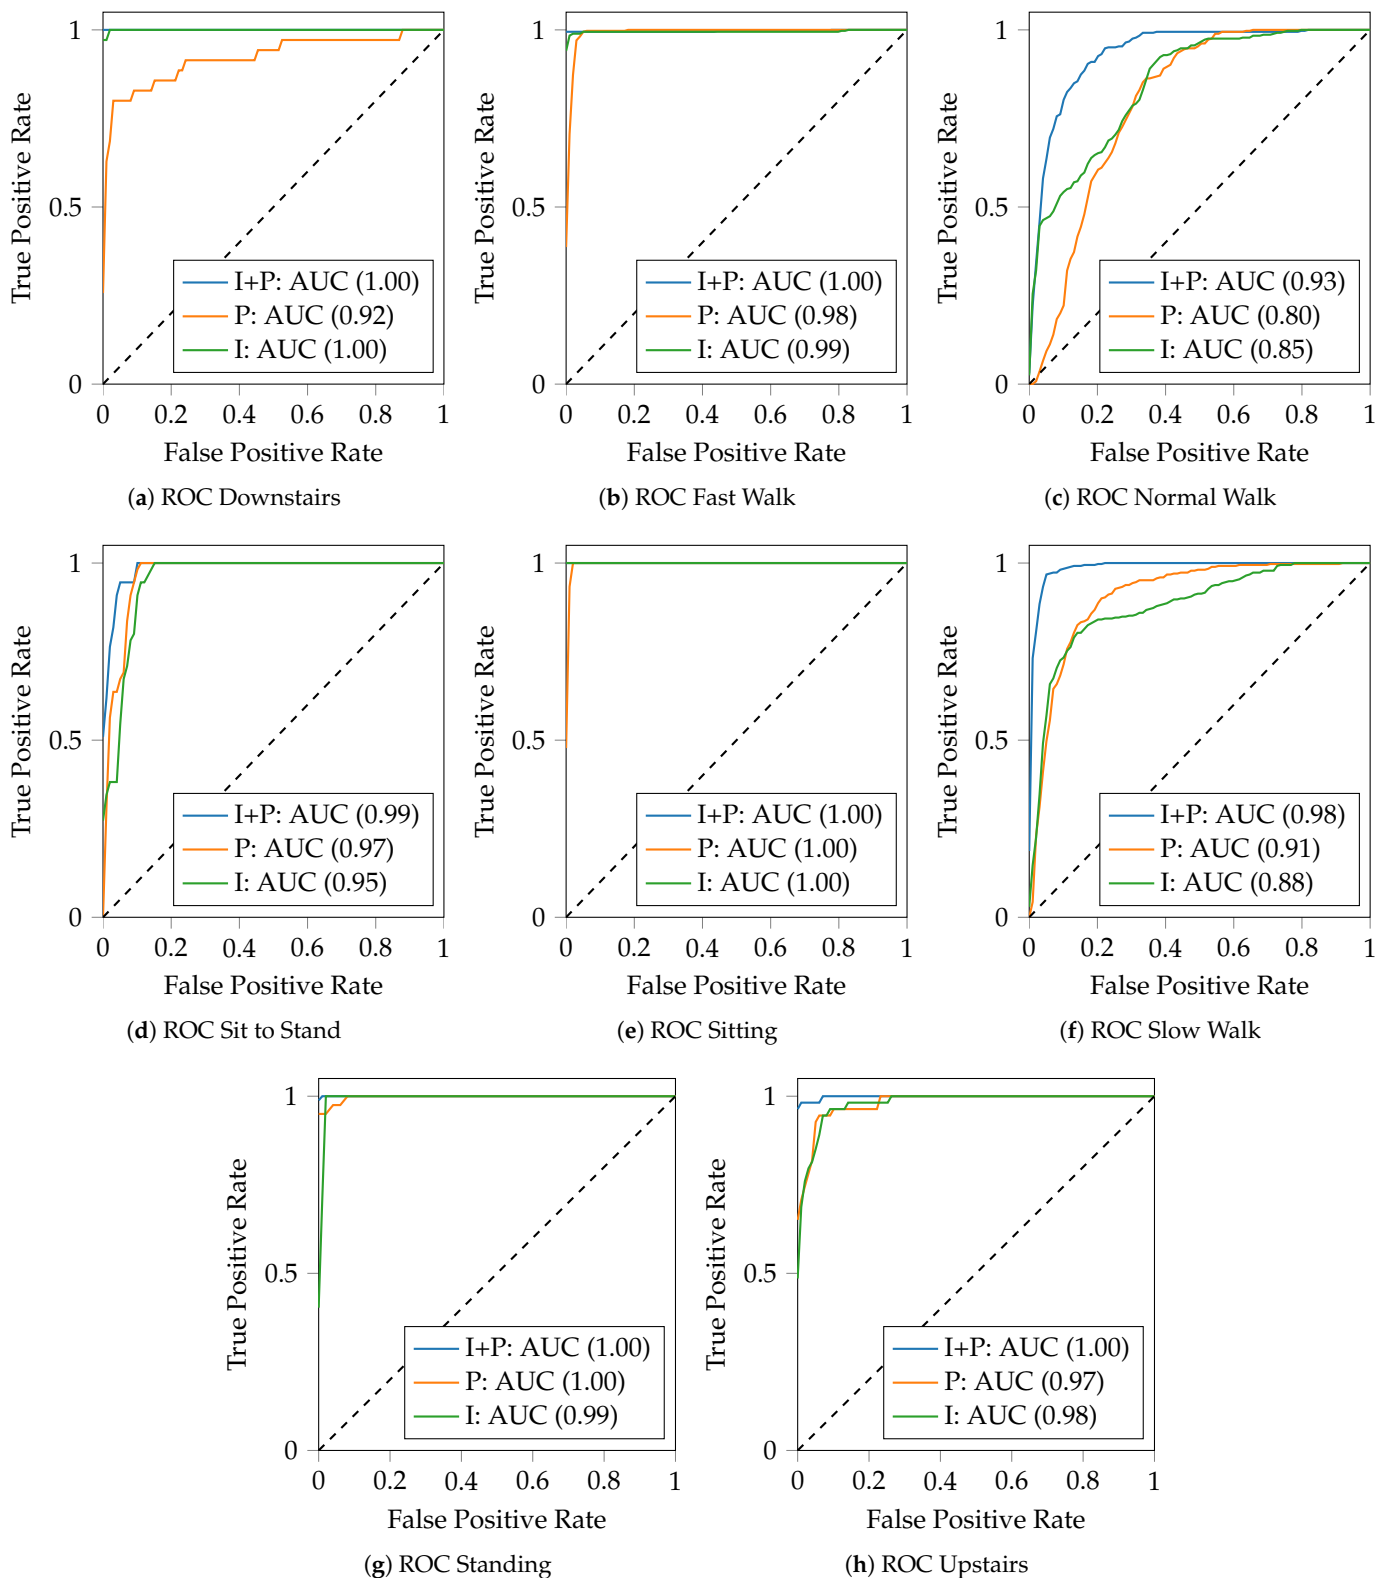 1
0.5
0
True Positive Rate
I+P: AUC (1.00)
P: AUC (0.92)
I: AUC (1.00)
0 0.2 0.4 0.6 0.8 1
False Positive Rate
(a) ROC Downstairs
1
0.5
0
True Positive Rate
I+P: AUC (1.00)
P: AUC (0.98)
I: AUC (0.99)
0 0.2 0.4 0.6 0.8 1
False Positive Rate
(b) ROC Fast Walk
1
0.5
0
True Positive Rate
I+P: AUC (0.93)
P: AUC (0.80)
I: AUC (0.85)
0 0.2 0.4 0.6 0.8 1
False Positive Rate
(c) ROC Normal Walk
1
0.5
0
True Positive Rate
I+P: AUC (0.99)
P: AUC (0.97)
I: AUC (0.95)
0 0.2 0.4 0.6 0.8 1
False Positive Rate
(d) ROC Sit to Stand
1
0.5
0
True Positive Rate
I+P: AUC (1.00)
P: AUC (1.00)
I: AUC (1.00)
0 0.2 0.4 0.6 0.8 1
False Positive Rate
(e) ROC Sitting
1
0.5
0
True Positive Rate
I+P: AUC (0.98)
P: AUC (0.91)
I: AUC (0.88)
0 0.2 0.4 0.6 0.8 1
False Positive Rate
(f) ROC Slow Walk
1
0.5
0
True Positive Rate
I+P: AUC (1.00)
P: AUC (1.00)
I: AUC (0.99)
0 0.2 0.4 0.6 0.8 1
False Positive Rate
(g) ROC Standing
1
0.5
0
True Positive Rate
I+P: AUC (1.00)
P: AUC (0.97)
I: AUC (0.98)
0 0.2 0.4 0.6 0.8 1
False Positive Rate
(h) ROC Upstairs